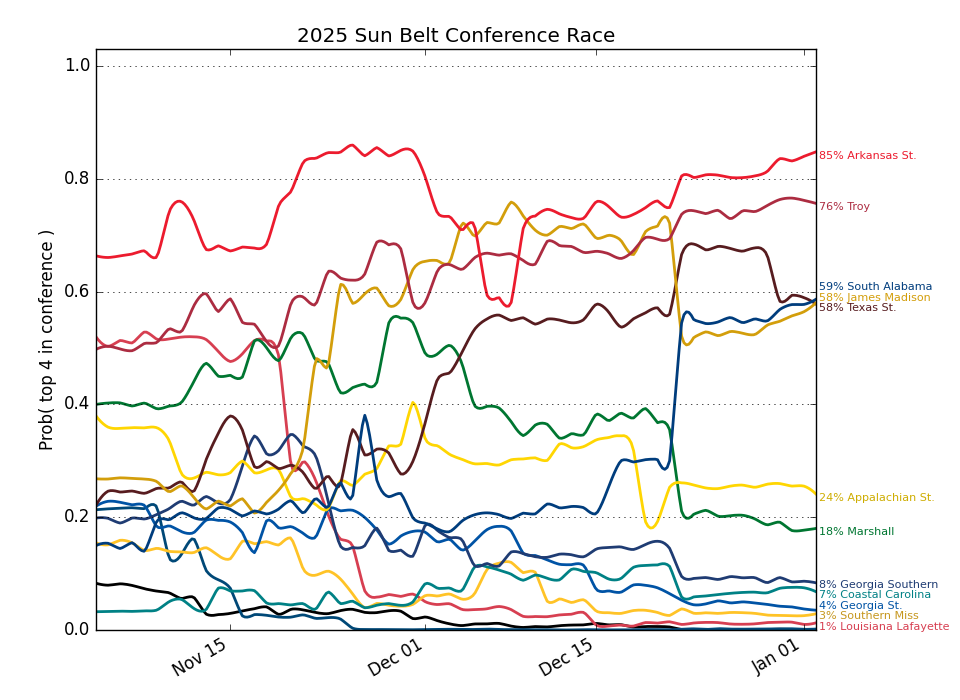 2025 Sun Belt Conference Race
Prob( top 4 in conference )
1.0
0.8
0.6
0.4
0.2
0.0
Nov 15
Dec 01
Dec 15
Jan 01
85% Arkansas St.
76% Troy
59% South Alabama
58% James Madison
58% Texas St.
24% Appalachian St.
18% Marshall
8% Georgia Southern
7% Coastal Carolina
4% Georgia St.
3% Southern Miss
1% Louisiana Lafayette